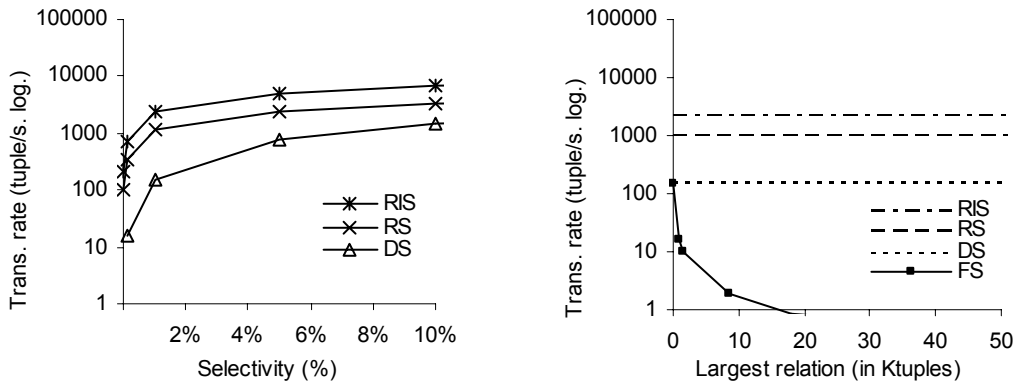 Trans. rate (tuple/s. log.)
100000
10000
1000
100
10
1
2%
4%
6%
8%
10%
Selectivity (%)
RIS
RS
DS
Trans. rate (tuple/s. log.)
100000
10000
1000
100
10
1
0
10
20
30
40
50
Largest relation (in Ktuples)
RIS
RS
DS
FS